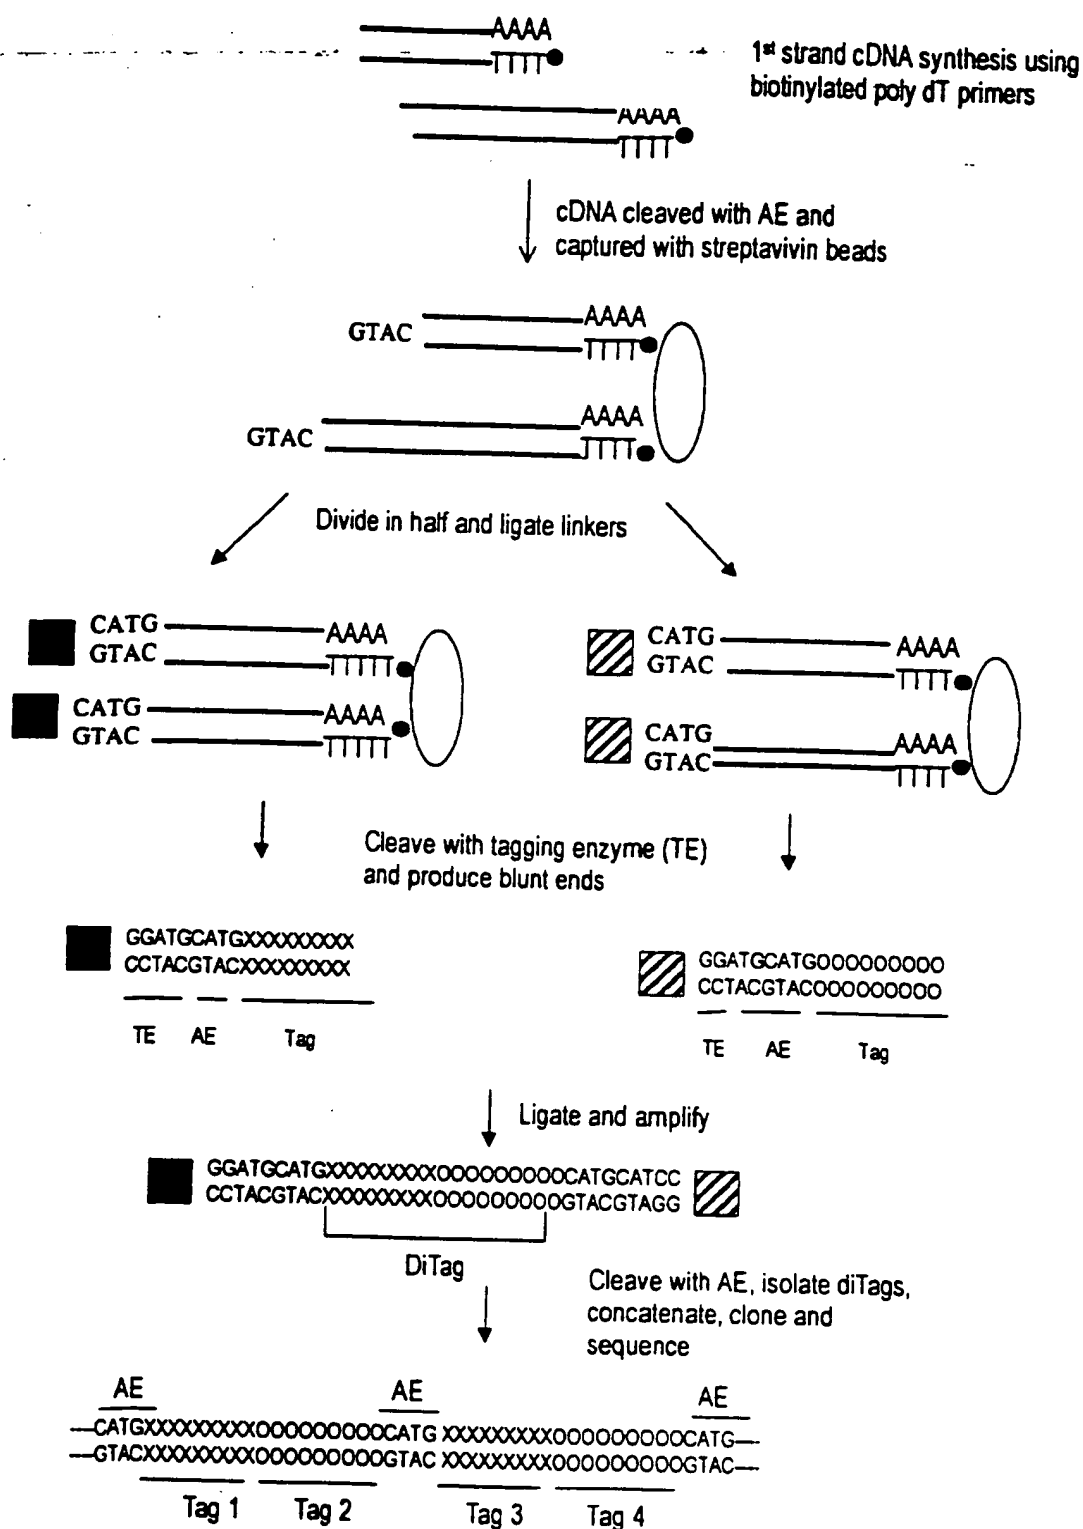 AAAA
TTTT
1st strand cDNA synthesis using
biotinylated poly dT primers
AAAA
TTTT
cDNA cleaved with AE and
captured with streptavivin beads
AAAA
GTAC
TTTT
AAAA
GTAC
TTTT
Divide in half and ligate linkers
CATG AAAA
GTAC TTTTT
CATG AAAA
GTAC TTTTT
CATG AAAA
GTAC TTTT
CATG AAAA
GTAC TTTT
Cleave with tagging enzyme (TE)
and produce blunt ends
GGATGCATGXXXXXXXXX
CCTACGTACXXXXXXXXX
TE AE Tag
GGATGCATGOOOOOOOOO
CCTACGTACOOOOOOOOO
TE AE Tag
Ligate and amplify
GGATGCATGXXXXXXXXXOOOOOOOOOCATGCATCC
CCTACGTACXXXXXXXXXOOOOOOOOOGTACGTAGG
DiTag
Cleave with AE, isolate diTags,
concatenate, clone and
sequence
AE AE AE
CATGXXXXXXXXXOOOOOOOOOCATGXXXXXXXXXOOOOOOOOOCATG
GTACXXXXXXXXXOOOOOOOOOGTACXXXXXXXXXOOOOOOOOOGTAC
Tag 1 Tag 2 Tag 3 Tag 4